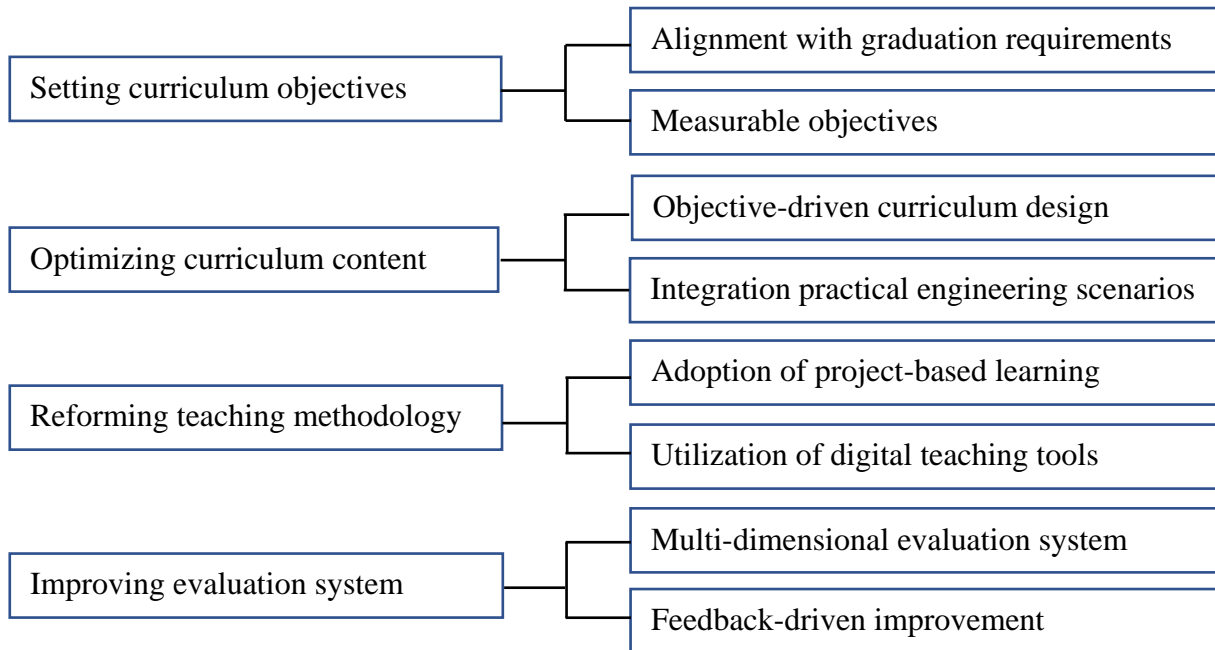 Setting curriculum objectives
Alignment with graduation requirements
Measurable objectives
Optimizing curriculum content
Objective-driven curriculum design
Integration practical engineering scenarios
Reforming teaching methodology
Adoption of project-based learning
Utilization of digital teaching tools
Improving evaluation system
Multi-dimensional evaluation system
Feedback-driven improvement